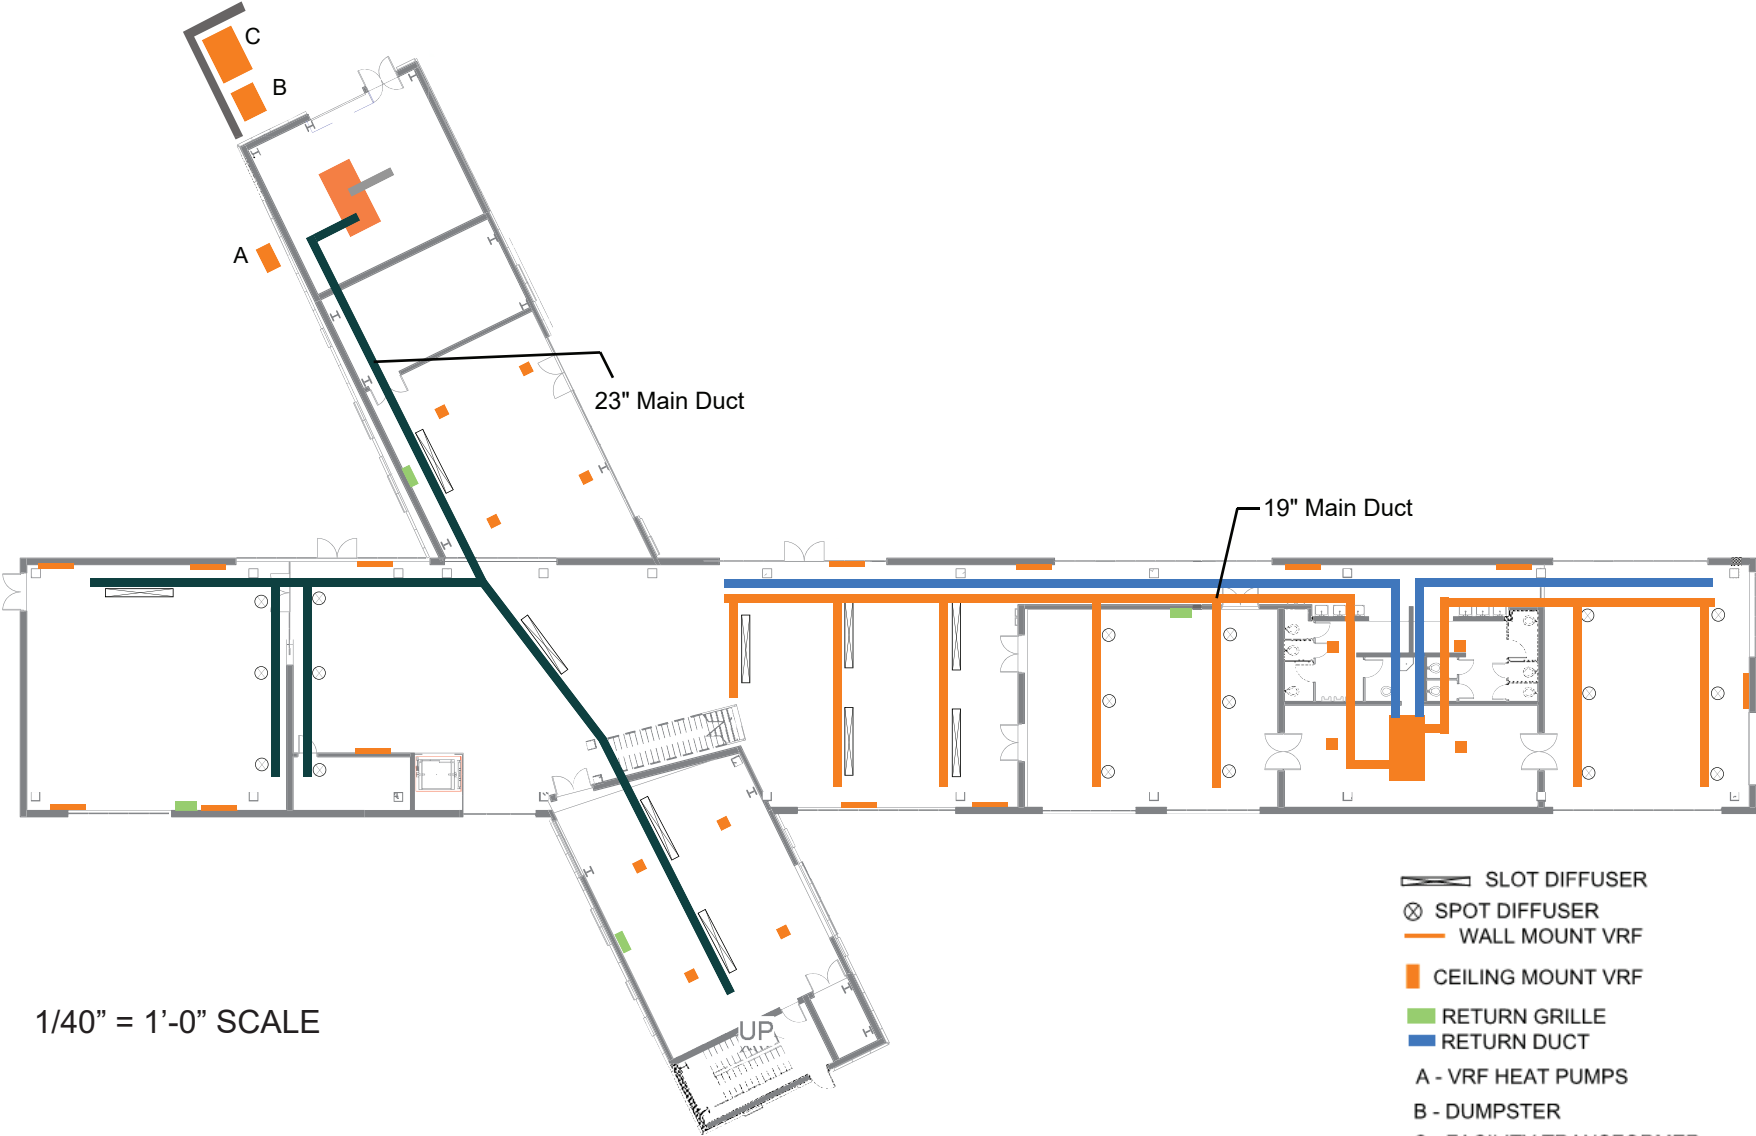 C
B
A
23" Main Duct
19" Main Duct
SLOT DIFFUSER
SPOT DIFFUSER
WALL MOUNT VRF
CEILING MOUNT VRF
RETURN GRILLE
RETURN DUCT
A - VRF HEAT PUMPS
B - DUMPSTER
1/40” = 1’-0” SCALE
UP